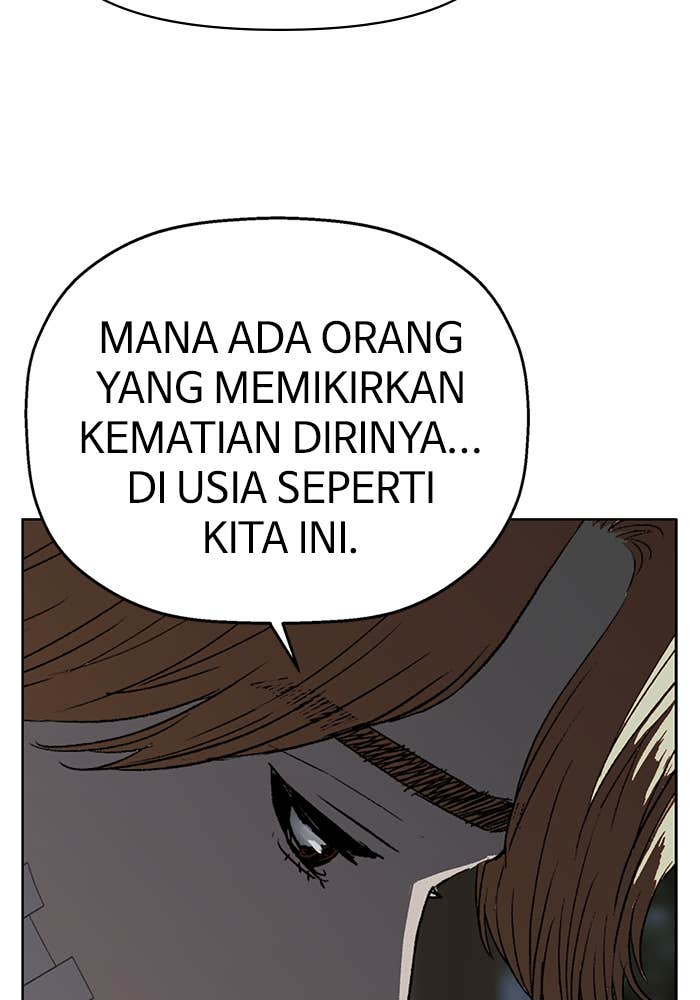 MANA ADA ORANG
YANG MEMIKIRKAN
KEMATIAN DIRINYA...
DI USIA SEPERTI
KITA INI.